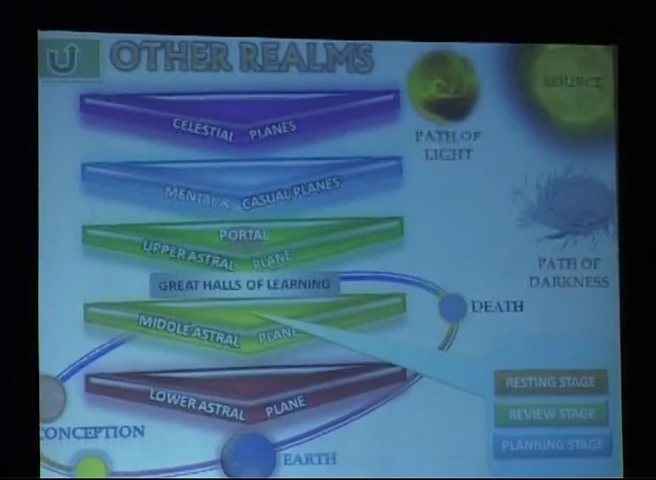 OTHER REALMS
SOURCE
CELESTIAL PLANES
PATH OF
LIGHT
MENTAL & CASUAL PLANES
PORTAL
UPPER ASTRAL PLANE
PATH OF
DARKNESS
GREAT HALLS OF LEARNING
DEATH
MIDDLE ASTRAL PLANE
RESTING STAGE
LOWER ASTRAL PLANE
REVIEW STAGE
CONCEPTION
PLANNING STAGE
EARTH